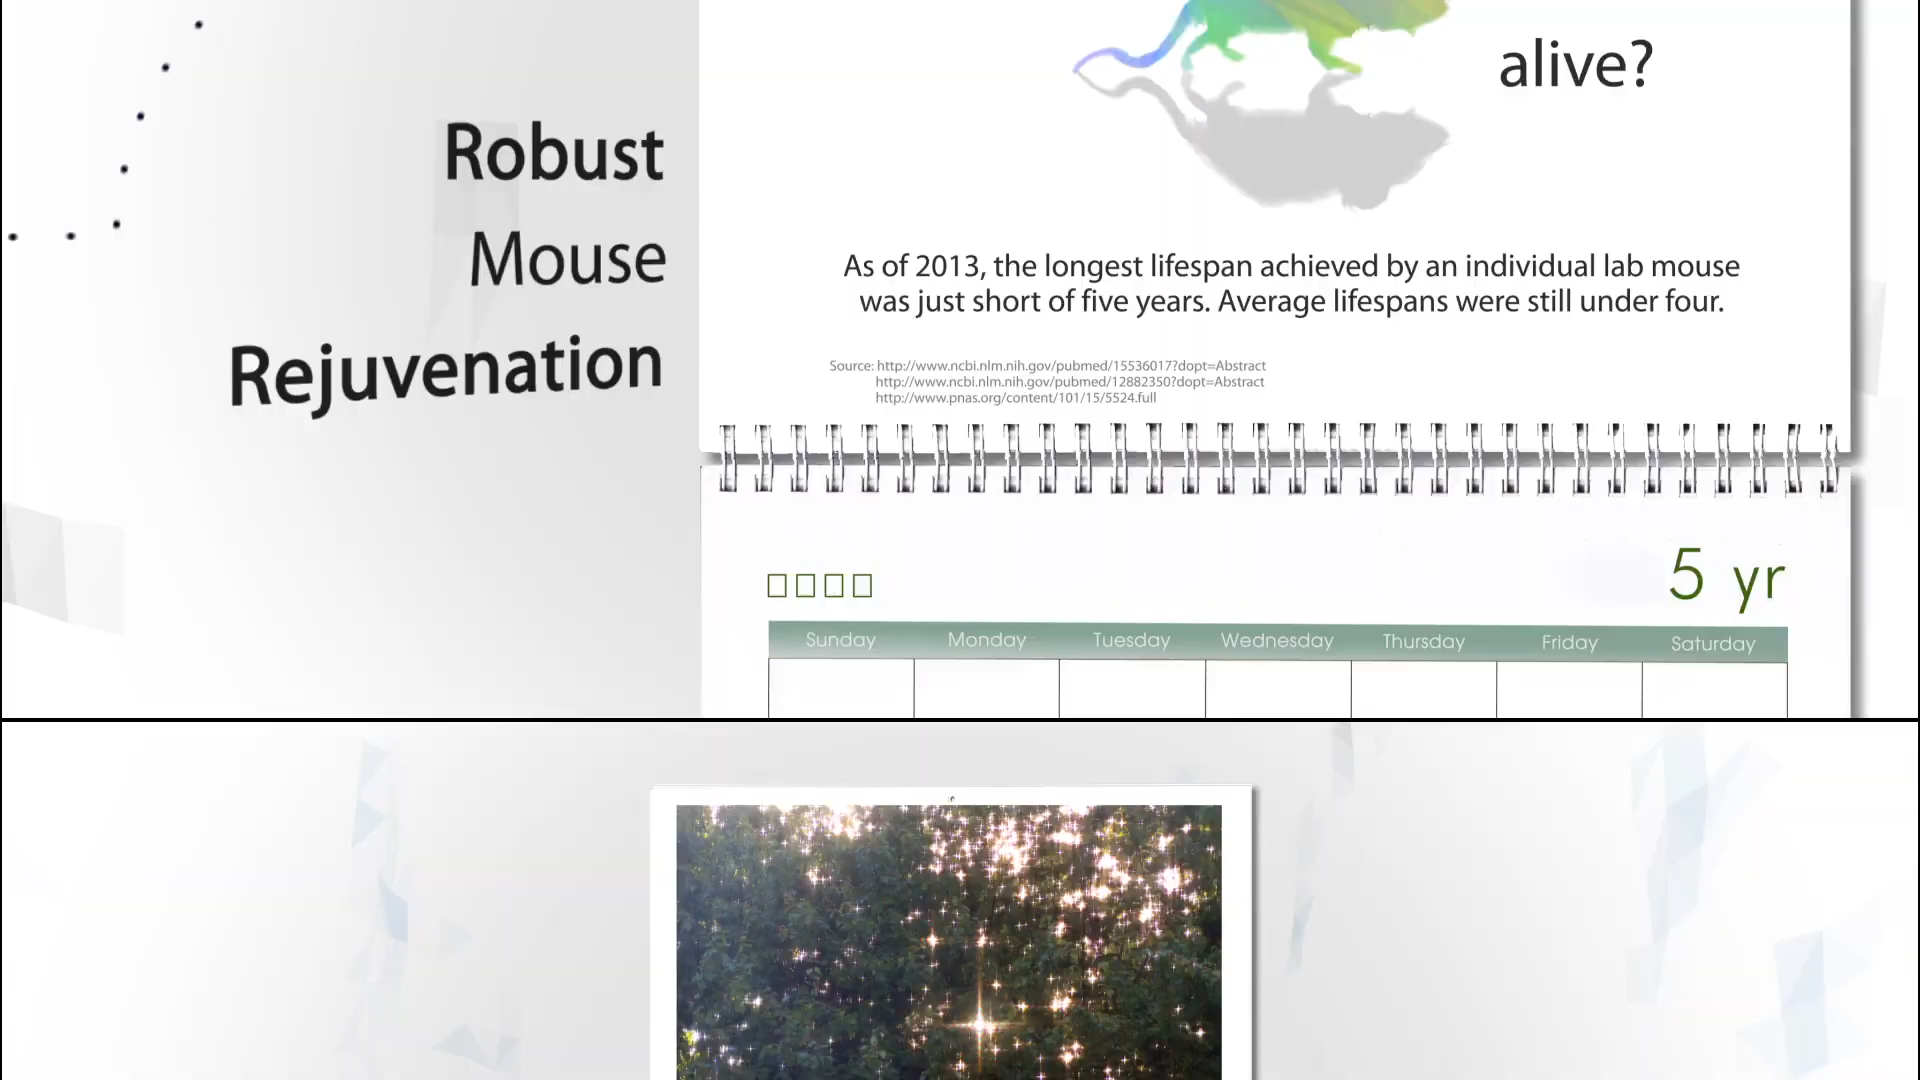 Robust
Mouse
Rejuvenation
alive?
As of 2013, the longest lifespan achieved by an individual lab mouse
was just short of five years. Average lifespans were still under four.
Source: http://www.ncbi.nlm.nih.gov/pubmed/15536017?dopt=Abstract
http://www.ncbi.nlm.nih.gov/pubmed/12882350?dopt=Abstract
http://www.pnas.org/content/101/15/5524.full
5 yr
Sunday Monday Tuesday Wednesday Thursday Friday Saturday